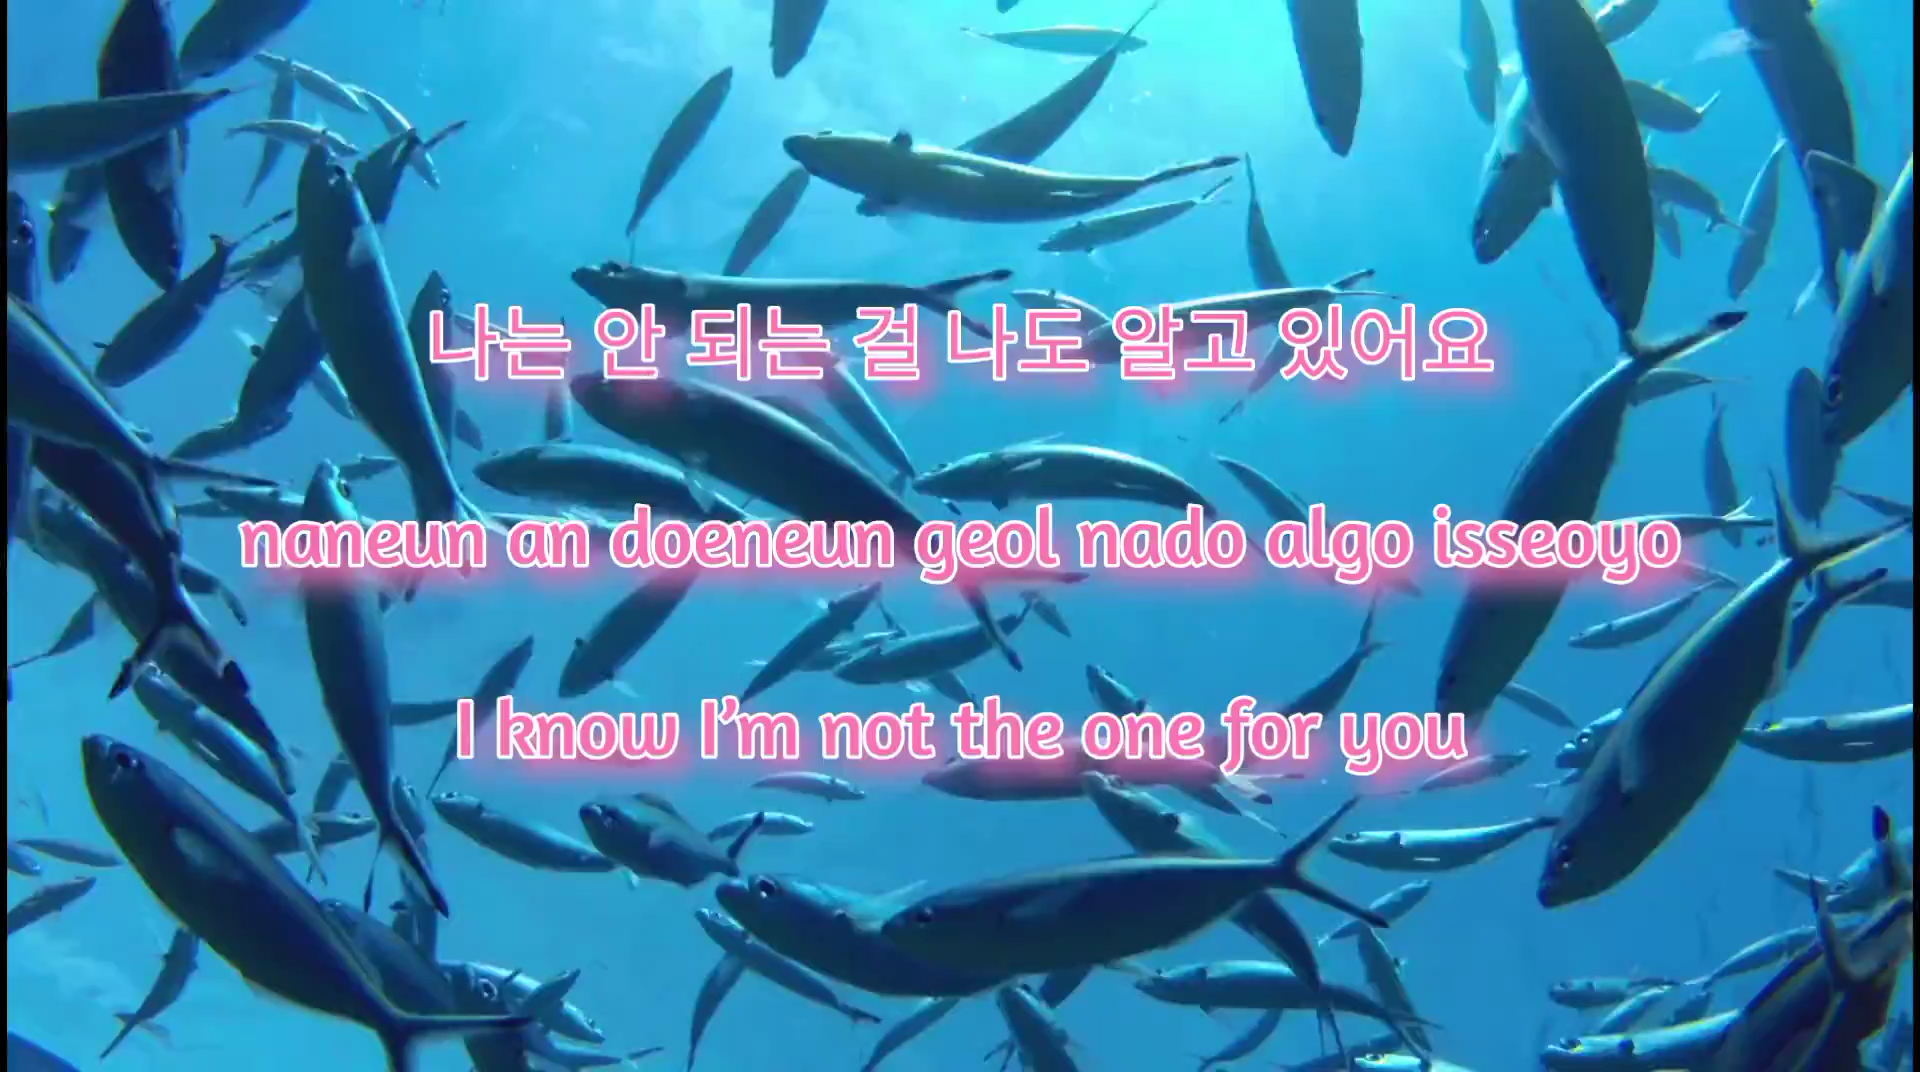 나는 안 되는 걸 나도 알고 있어요
naneun an doeneun geol nado algo isseoyo
I know I’m not the one for you